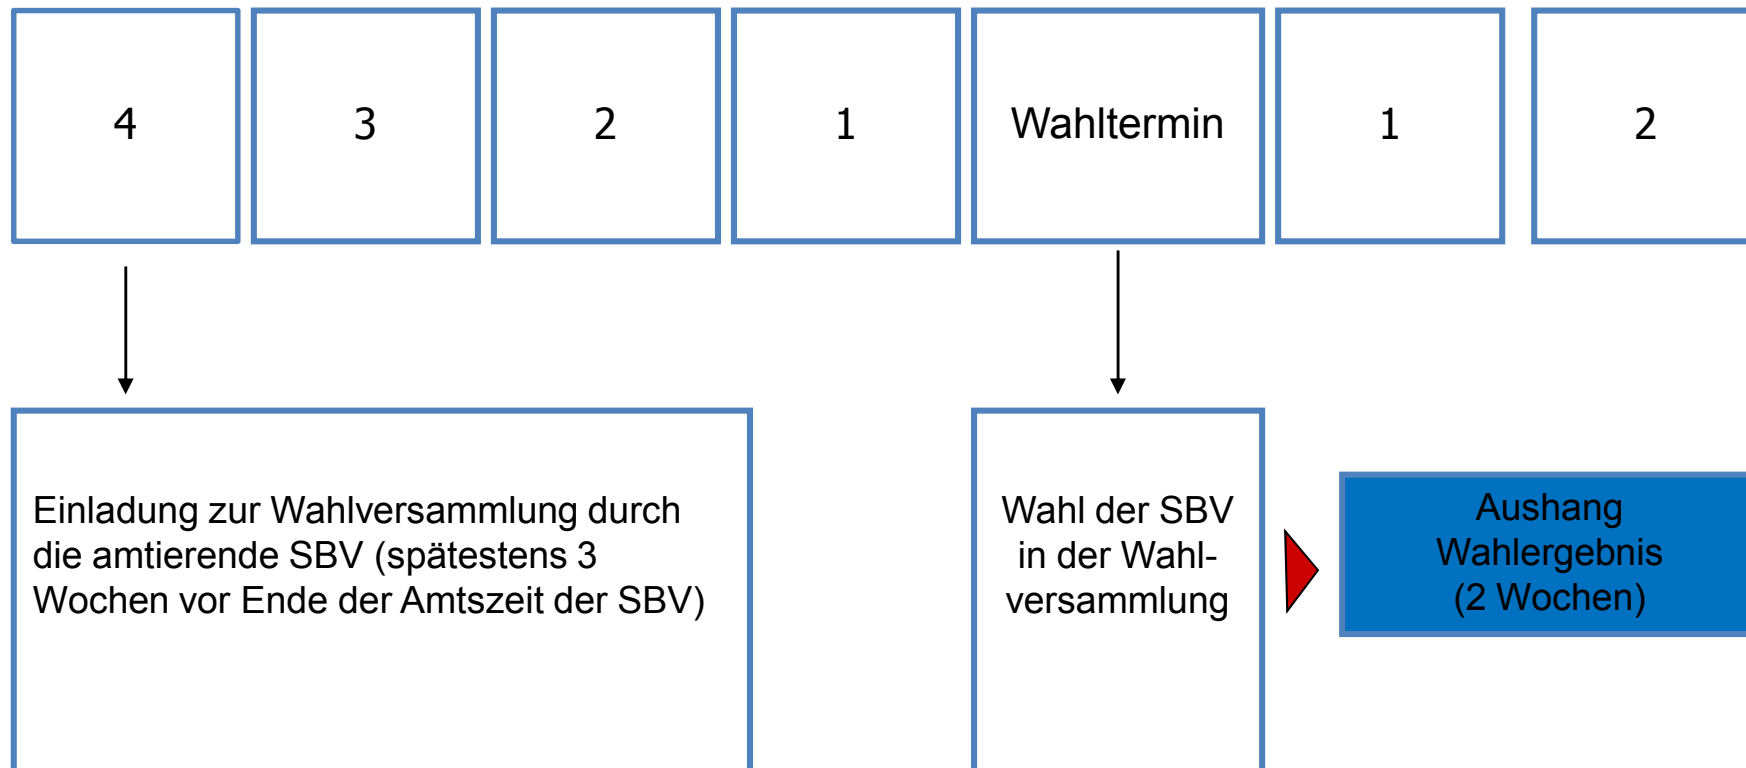 4
3
2
1
Wahltermin
1
2
Einladung zur Wahlversammlung durch
die amtierende SBV (spätestens 3
Wochen vor Ende der Amtszeit der SBV)
Wahl der SBV
in der Wahl-
versammlung
Aushang
Wahlergebnis
(2 Wochen)